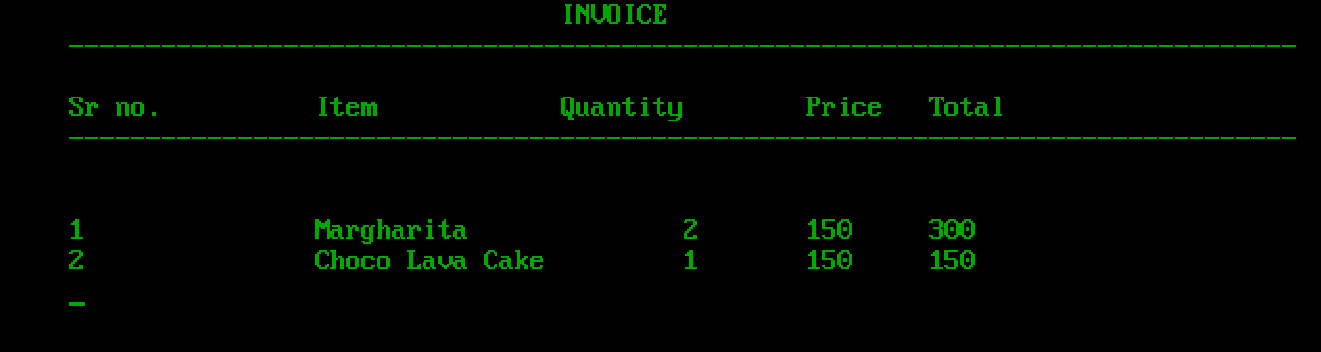 INVOICE
Sr no. Item Quantity Price Total
1 Margharita 2 150 300
2 Choco Lava Cake 1 150 150